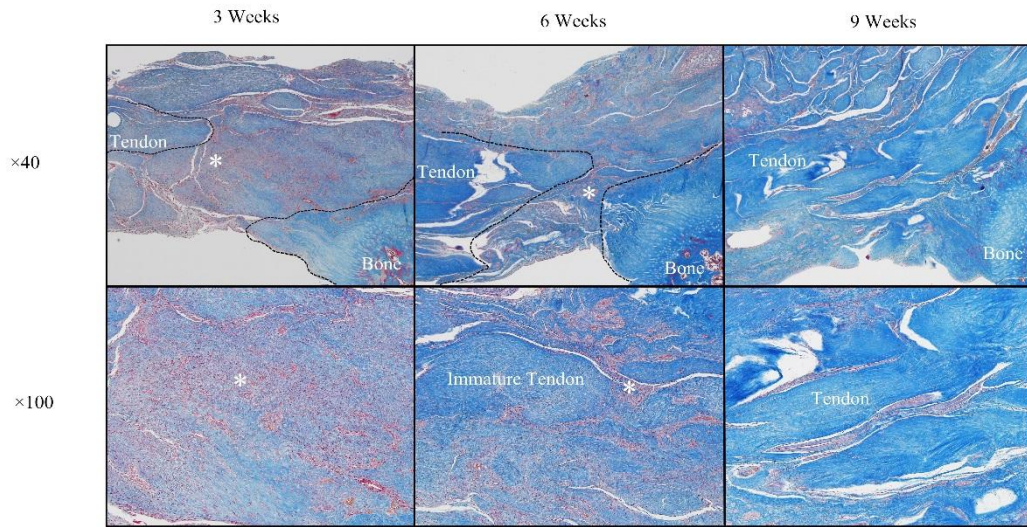 3 Weeks
6 Weeks
9 Weeks
×40
Tendon
*
Bone
Tendon
*
Bone
Tendon
Bone
×100
*
Immature Tendon
*
Tendon